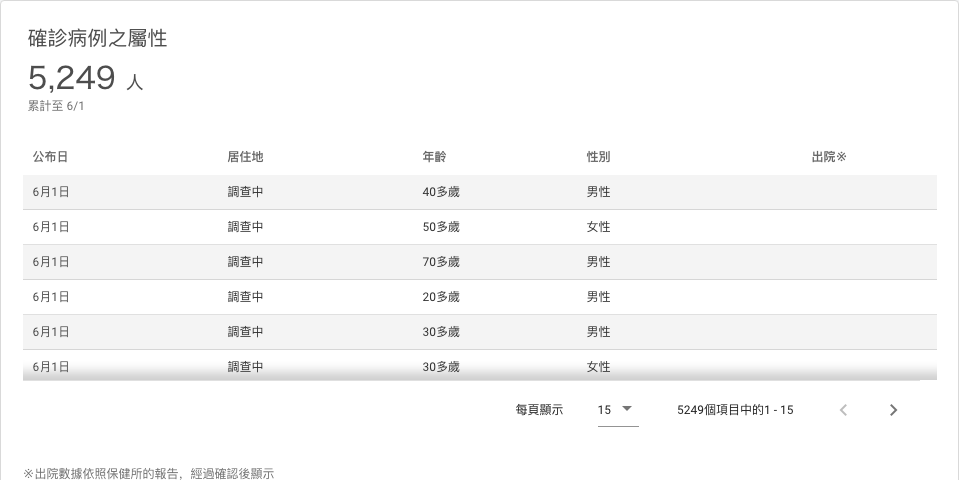 確診病例之屬性
5,249 人
累計至 6/1
公布日 居住地 年齡 性別 出院※
6月1日 調查中 40多歲 男性
6月1日 調查中 50多歲 女性
6月1日 調查中 70多歲 男性
6月1日 調查中 20多歲 男性
6月1日 調查中 30多歲 男性
6月1日 調查中 30多歲 女性
每頁顯示 15 5249個項目中的1 - 15
※出院數據依照保健所的報告，經過確認後顯示